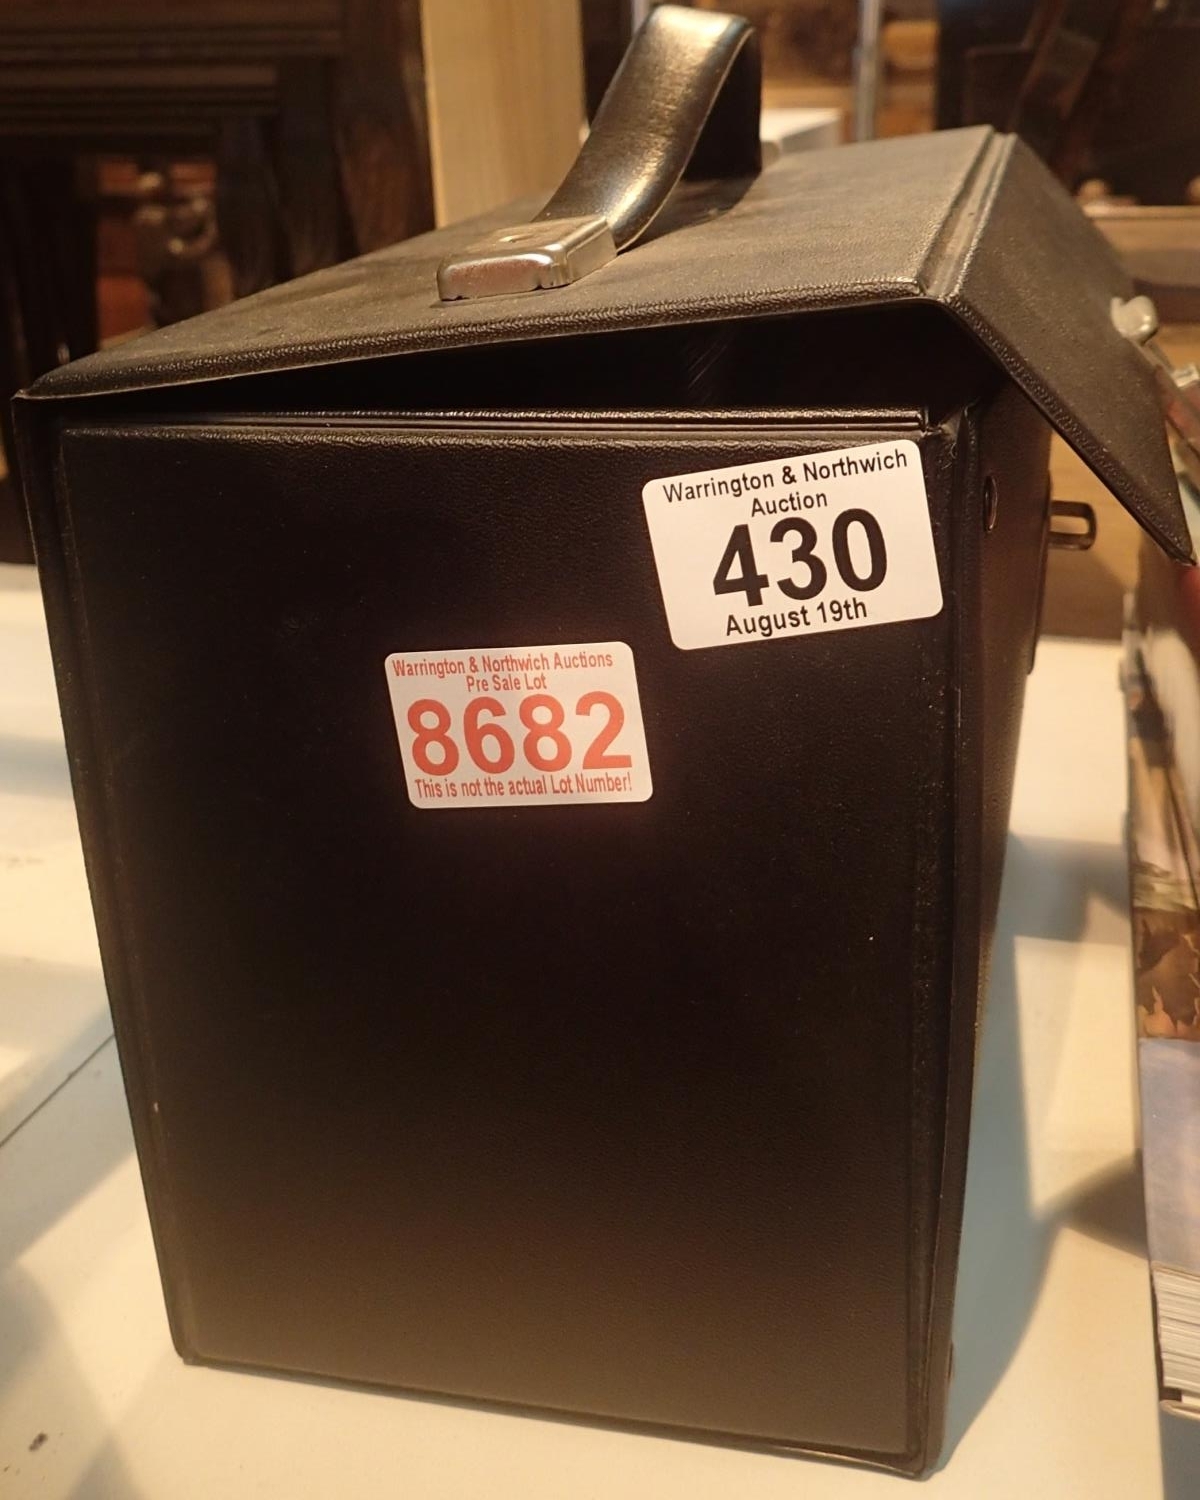 Warrington & Northwich
Auction
430
August 19th
Warrington & Northwich Auctions
Pre Sale Lot
8682
This is not the actual Lot Number!